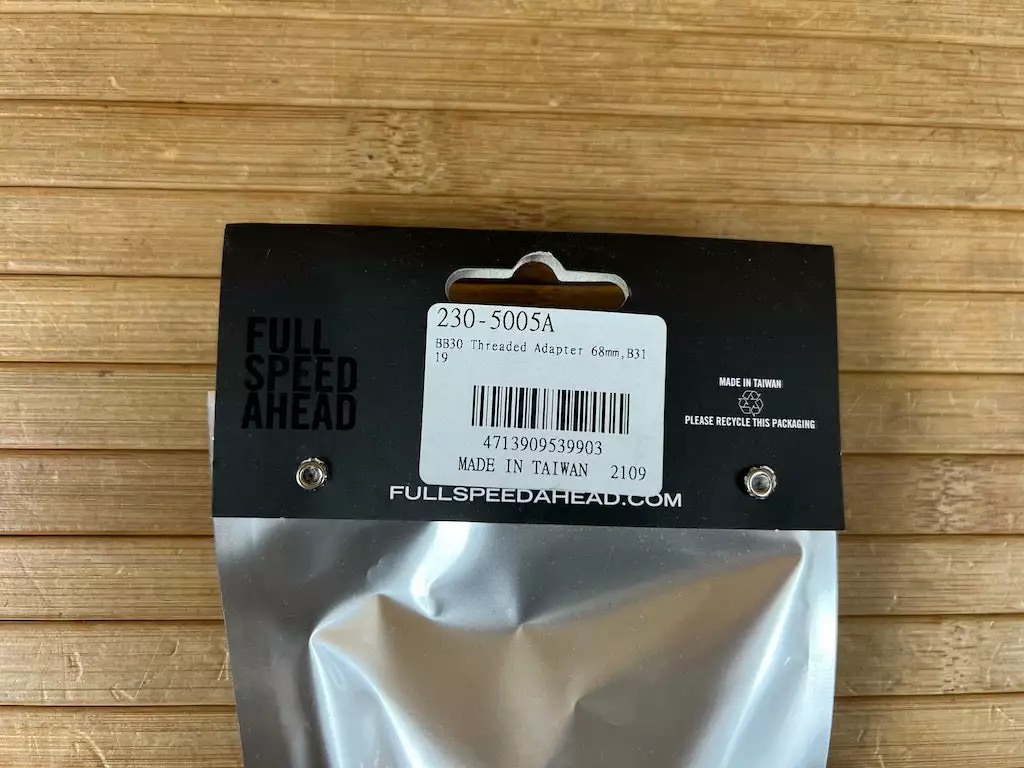 FULL
SPEED
AHEAD
230-5005A
BB30 Threaded Adapter 68mm,B31
19
4713909539903
MADE IN TAIWAN 2109
FULLSPEEDAHEAD.COM
MADE IN TAIWAN
PLEASE RECYCLE THIS PACKAGING